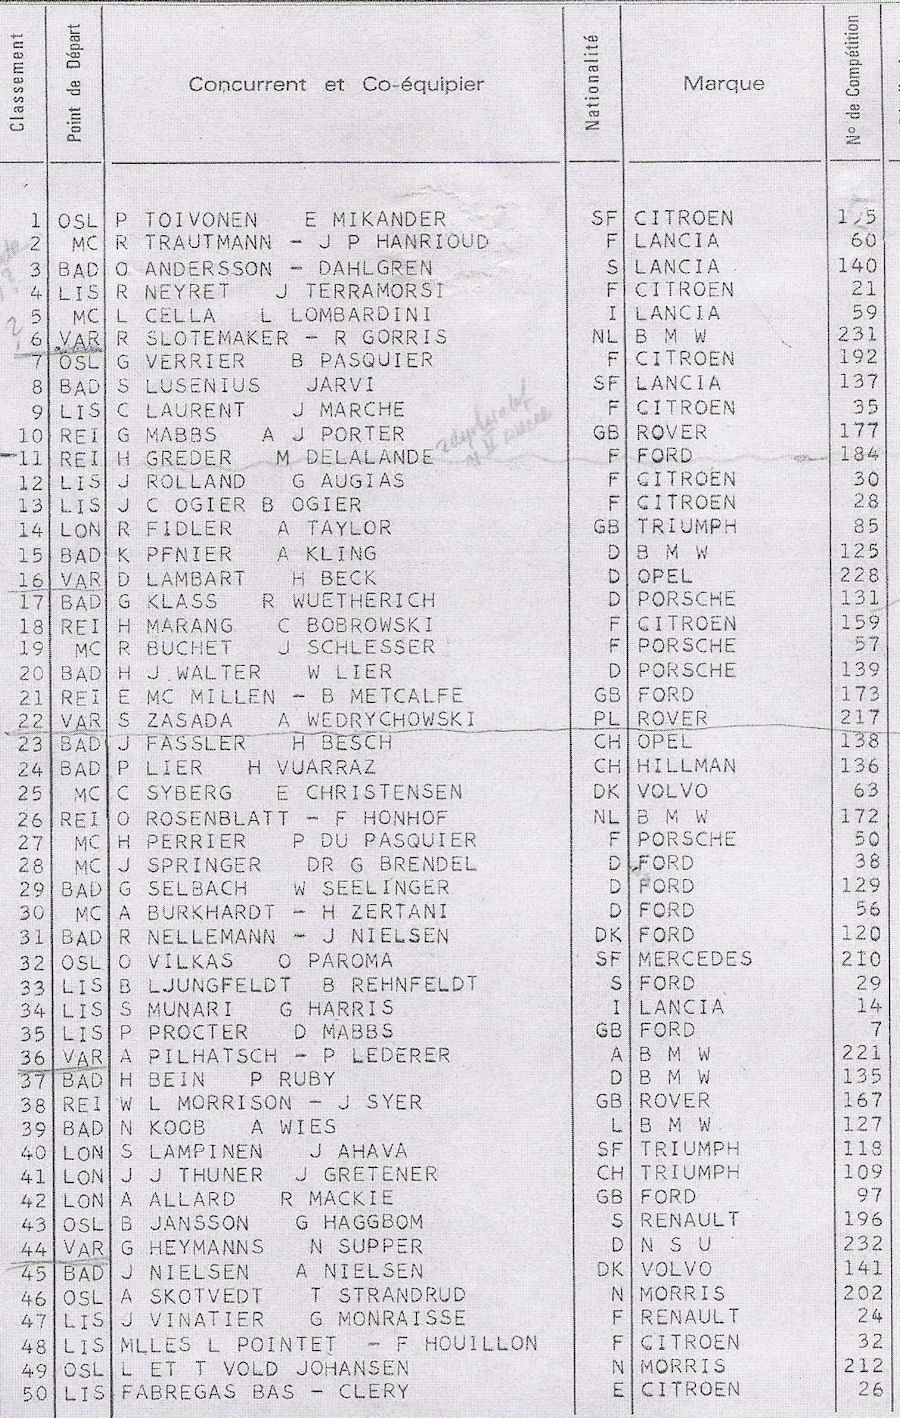 Classement Point de Départ Concurrent et Co-équipier Nationalité Marque N° de Compétition
1 OSL P TOIVONEN E MIKANDER SF CITROEN 195
2 MC R TRAUTMANN - J P HANRIOUD F LANCIA 60
3 BAD O ANDERSSON - DAHLGREN S LANCIA 140
4 LIS R NEYRET J TERRAMORSI F CITROEN 21
5 MC L CELLA L LOMBARDINI I LANCIA 59
6 VAR R SLOTEMAKER - R GORRIS NL B M W 231
7 OSL G VERRIER B PASQUIER F CITROEN 192
8 BAD S LUSENIUS JARVI SF LANCIA 137
9 LIS C LAURENT J MARCHE F CITROEN 35
10 REI G MABBS A J PORTER GB ROVER 177
11 REI H GREDER M DELALANDE F FORD 184
12 LIS J ROLLAND G AUGIAS F CITROEN 30
13 LIS J C OGIER B OGIER F CITROEN 28
14 LON R FIDLER A TAYLOR GB TRIUMPH 85
15 BAD K PFNIER A KLING D B M W 125
16 VAR D LAMBART H BECK D OPEL 228
17 BAD G KLASS R WUETHERICH D PORSCHE 131
18 REI H MARANG C BOBROWSKI F CITROEN 159
19 MC R BUCHET J SCHLESSER F PORSCHE 57
20 BAD H J WALTER W LIER D PORSCHE 139
21 REI E MC MILLEN - B METCALFE GB FORD 173
22 VAR S ZASADA A WEDRYCHOWSKI PL ROVER 217
23 BAD J FASSLER H BESCH CH OPEL 138
24 BAD P LIER H VUARRAZ CH HILLMAN 136
25 MC C SYBERG E CHRISTENSEN DK VOLVO 63
26 REI O ROSENBLATT - F HONHOF NL B M W 172
27 MC H PERRIER P DU PASQUIER F PORSCHE 50
28 MC J SPRINGER DR G BRENDEL D FORD 38
29 BAD G SELBACH W SEELINGER D FORD 129
30 MC A BURKHARDT - H ZERTANI D FORD 56
31 BAD R NELLEMANN - J NIELSEN DK FORD 120
32 OSL O VILKAS O PAROMA SF MERCEDES 210
33 LIS B LJUNGFELDT B REHNFELDT S FORD 29
34 LIS S MUNARI G HARRIS I LANCIA 14
35 LIS P PROCTER D MABBS GB FORD 7
36 VAR A PILHATSCH - P LEDERER A B M W 221
37 BAD H BEIN P RUBY D B M W 135
38 REI W L MORRISON - J SYER GB ROVER 167
39 BAD N KOOB A WIES L B M W 127
40 LON S LAMPINEN J AHAVA SF TRIUMPH 118
41 LON J J THUNER J GRETENER CH TRIUMPH 109
42 LON A ALLARD R MACKIE GB FORD 97
43 OSL B JANSSON G HAGGBOM S RENAULT 196
44 VAR G HEYMANNS N SUPPER D N S U 232
45 BAD J NIELSEN A NIELSEN DK VOLVO 141
46 OSL A SKOTVEDT T STRANDRUD N MORRIS 202
47 LIS J VINATIER G MONRAISSE F RENAULT 24
48 LIS MLLES L POINTET - F HOUILLON F CITROEN 32
49 OSL L ET T VOLD JOHANSEN N MORRIS 212
50 LIS FABREGAS BAS - CLERY E CITROEN 26